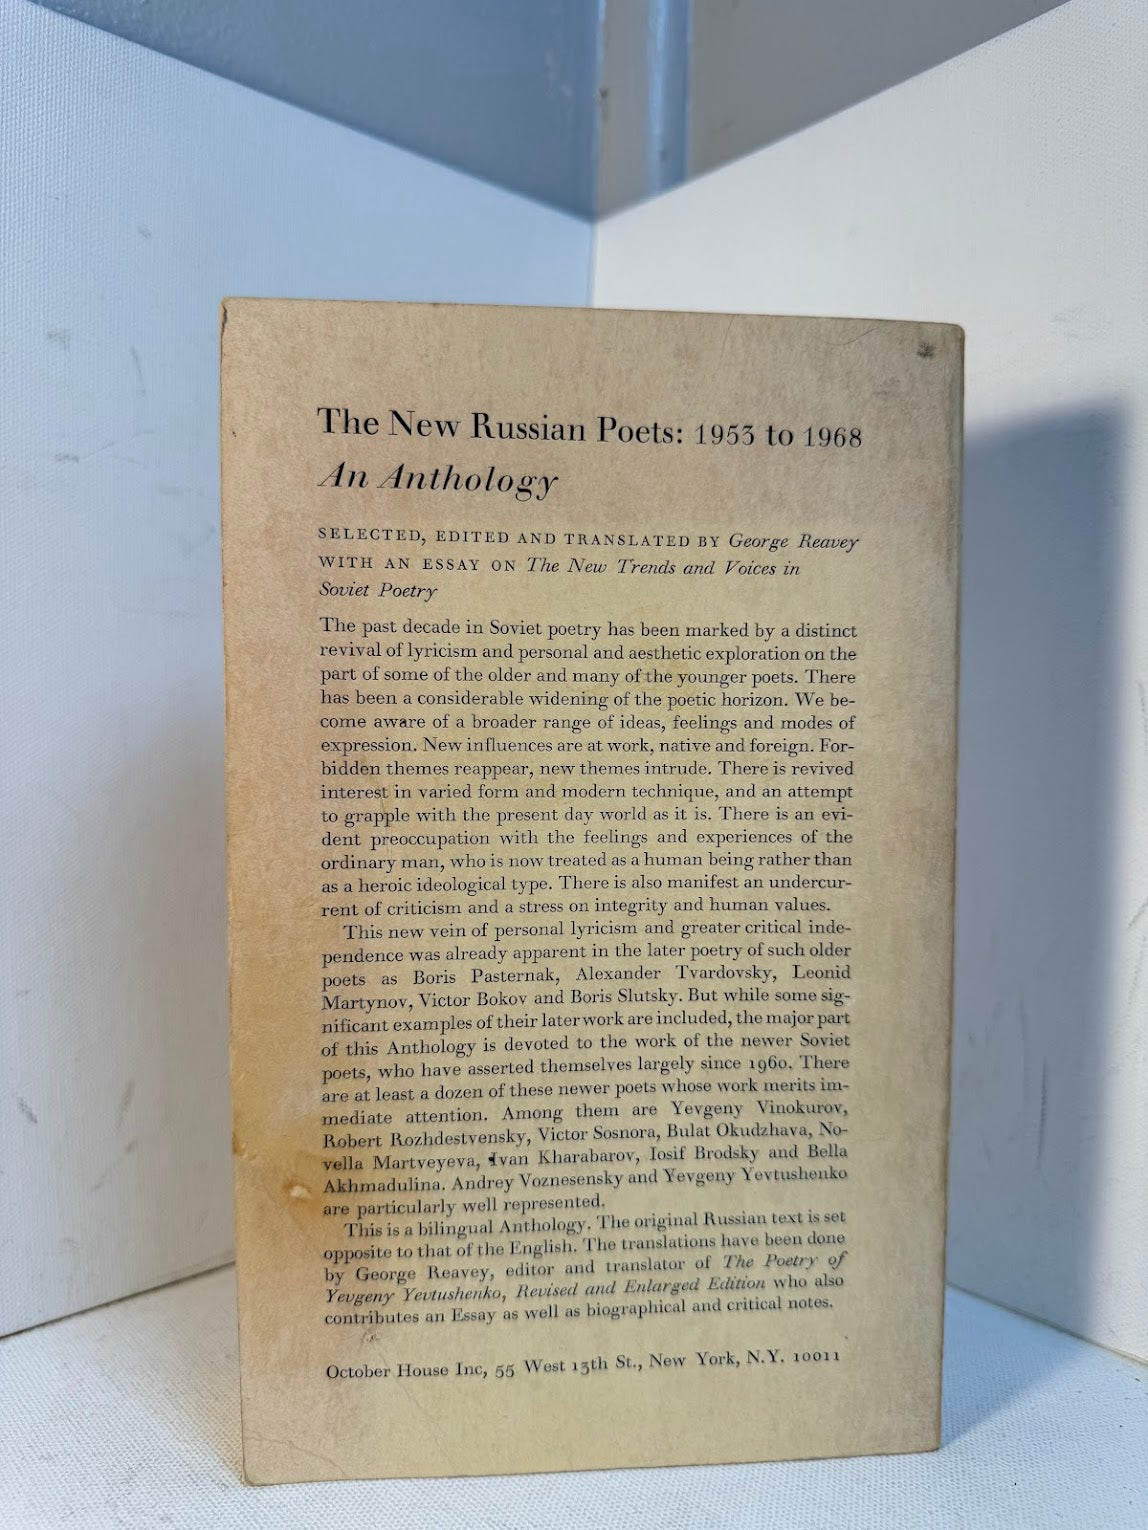 The New Russian Poets: 1953 to 1968
An Anthology
SELECTED, EDITED AND TRANSLATED BY George Reavey
WITH AN ESSAY ON The New Trends and Voices in
Soviet Poetry
The past decade in Soviet poetry has been marked by a distinct
revival of lyricism and personal and aesthetic exploration on the
part of some of the older and many of the younger poets. There
has been a considerable widening of the poetic horizon. We be-
come aware of a broader range of ideas, feelings and modes of
expression. New influences are at work, native and foreign. For-
bidden themes reappear, new themes intrude. There is revived
interest in varied form and modern technique, and an attempt
to grapple with the present day world as it is. There is an evi-
dent preoccupation with the feelings and experiences of the
ordinary man, who is now treated as a human being rather than
as a heroic ideological type. There is also manifest an undercur-
rent of criticism and a stress on integrity and human values.
This new vein of personal lyricism and greater critical inde-
pendence was already apparent in the later poetry of such older
poets as Boris Pasternak, Alexander Tvardovsky, Leonid
Martynov, Victor Bokov and Boris Slutsky. But while some sig-
nificant examples of their later work are included, the major part
of this Anthology is devoted to the work of the newer Soviet
poets, who have asserted themselves largely since 1960. There
are at least a dozen of these newer poets whose work merits im-
mediate attention. Among them are Yevgeny Vinokurov,
Robert Rozhdestvensky, Victor Sosnora, Bulat Okudzhava, No-
vella Martveyeva, Ivan Kharabarov, Iosif Brodsky and Bella
Akhmadulina. Andrey Voznesensky and Yevgeny Yevtushenko
are particularly well represented.
This is a bilingual Anthology. The original Russian text is set
opposite to that of the English. The translations have been done
by George Reavey, editor and translator of The Poetry of
Yevgeny Yevtushenko, Revised and Enlarged Edition who also
contributes an Essay as well as biographical and critical notes.
October House Inc, 55 West 13th St., New York, N.Y. 10011